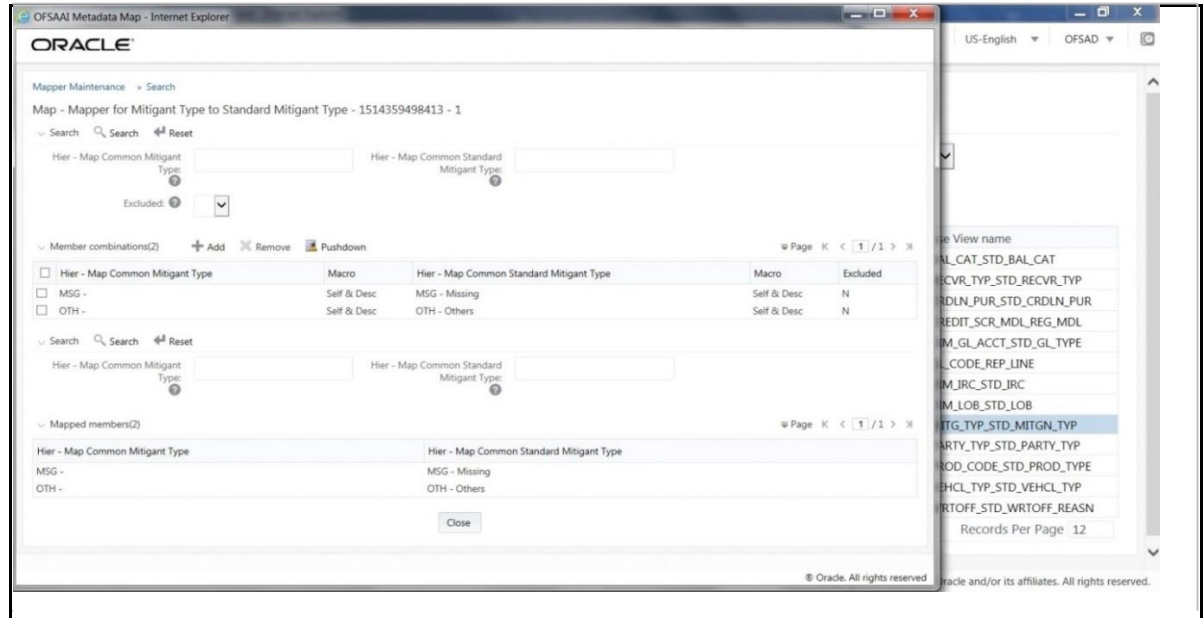 OFSAAI Metadata Map - Internet Explorer
US-English OFSAD
ORACLE
Mapper Maintenance » Search
Map - Mapper for Mitigant Type to Standard Mitigant Type - 1514359498413 - 1
Search Search Reset
Hier - Map Common Mitigant Type:
Hier - Map Common Standard Mitigant Type:
Excluded:
Member combinations(2) Add Remove Pushdown Page 1 / 1
Hier - Map Common Mitigant Type Macro Hier - Map Common Standard Mitigant Type Macro Excluded
MSG - Self & Desc MSG - Missing Self & Desc N
OTH - Self & Desc OTH - Others Self & Desc N
Search Search Reset
Hier - Map Common Mitigant Type:
Hier - Map Common Standard Mitigant Type:
Mapped members(2) Page 1 / 1
Hier - Map Common Mitigant Type Hier - Map Common Standard Mitigant Type
MSG - MSG - Missing
OTH - OTH - Others
Close
® Oracle. All rights reserved
se View name
AL_CAT_STD_BAL_CAT
ECVR_TYP_STD_RECVR_TYP
RDLN_PUR_STD_CRDLN_PUR
REDIT_SCR_MDL_REG_MDL
IM_GL_ACCT_STD_GL_TYPE
L_CODE_REP_LINE
IM_IRC_STD_IRC
IM_LOB_STD_LOB
ITG_TYP_STD_MITGN_TYP
ARTY_TYP_STD_PARTY_TYP
ROD_CODE_STD_PROD_TYPE
EHCL_TYP_STD_VEHCL_TYP
RTOFF_STD_WRTOFF_REASN
Records Per Page 12
racle and/or its affiliates. All rights reserved.